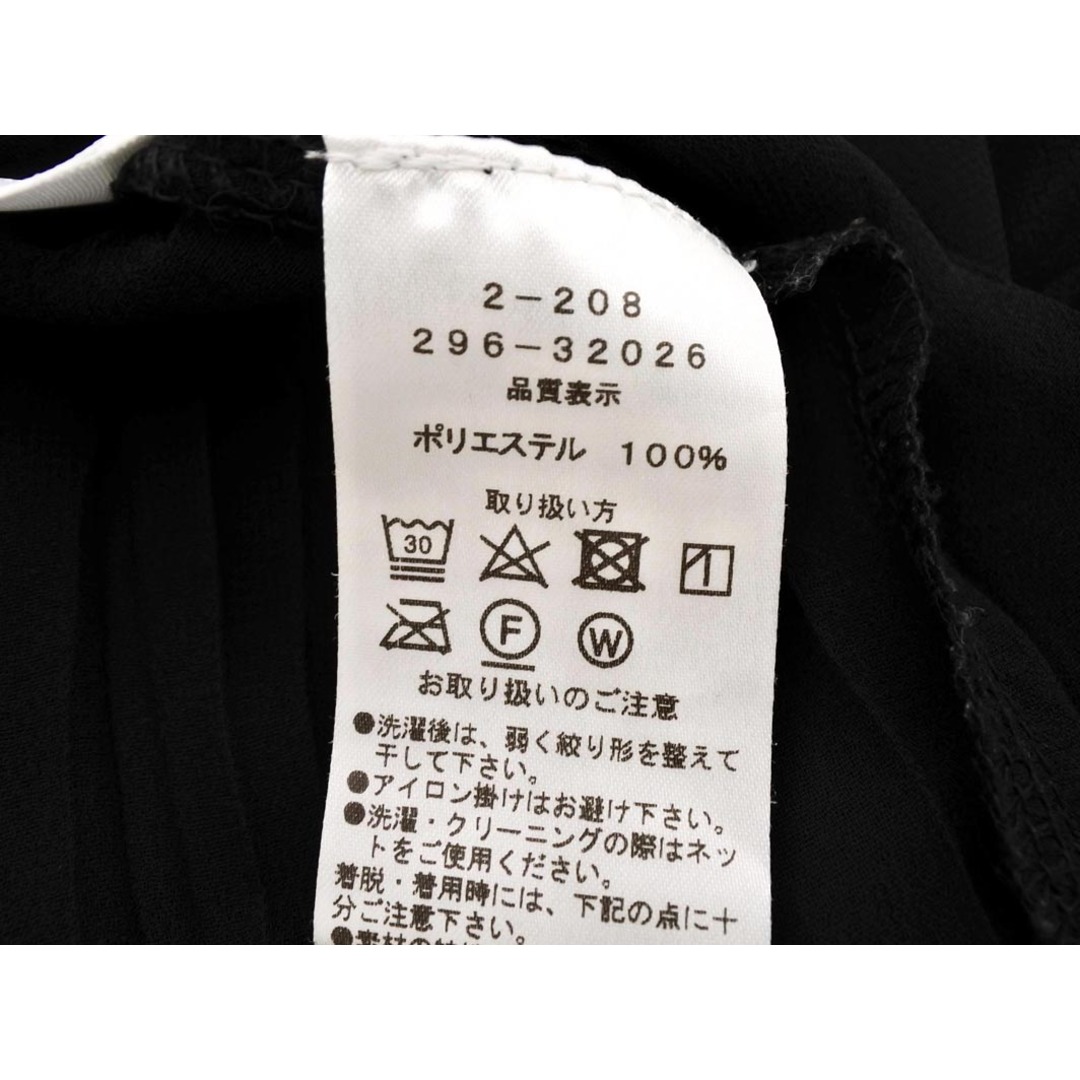 2-208
296-32026
品質表示
ポリエステル 100%
取り扱い方
30
F
W
お取り扱いのご注意
●洗濯後は、弱く絞り形を整えて
干して下さい。
●アイロン掛けはお避け下さい。
●洗濯・クリーニングの際はネッ
トをご使用ください。
着脱・着用時には、下記の点に十
分ご注意下さい。
●素材の